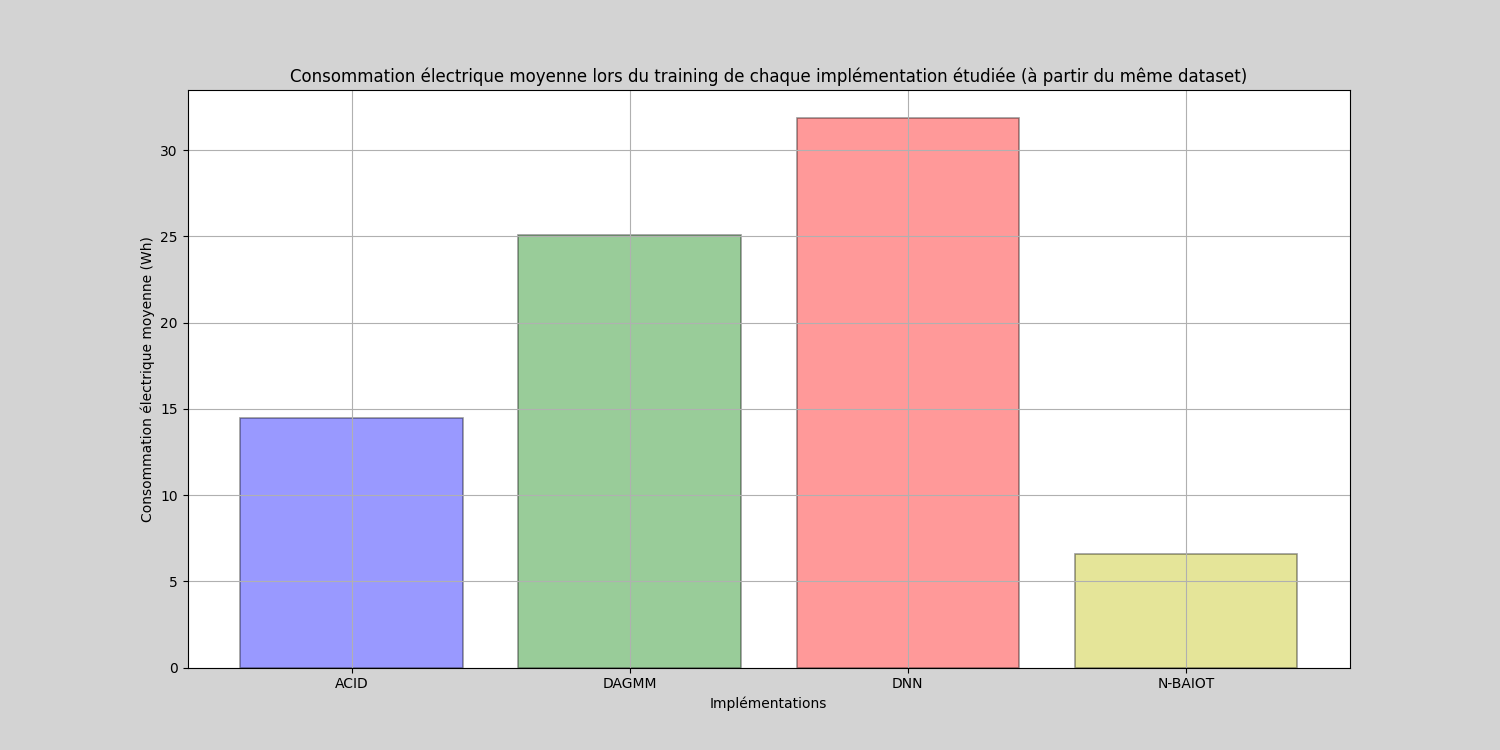 Consommation électrique moyenne lors du training de chaque implémentation étudiée (à partir du même dataset)
Consommation électrique moyenne (Wh)
30
25
20
15
10
5
0
ACID
DAGMM
DNN
N-BAIOT
Implémentations